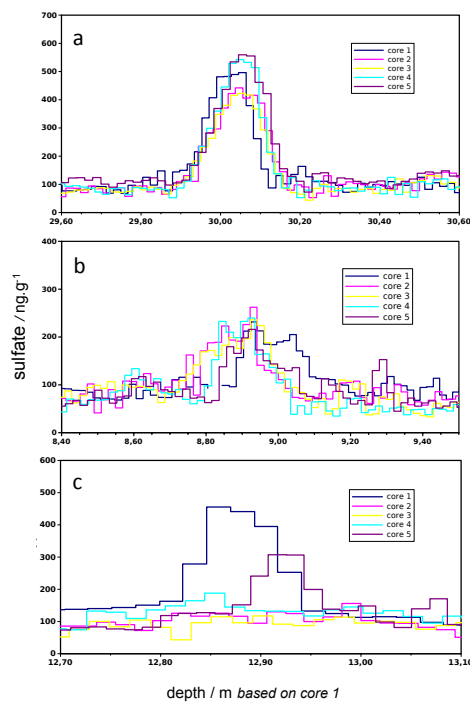 700
a
600
500
400
300
200
100
0
core 1
core 2
core 3
core 4
core 5
29,60 29,80 30,00 30,20 30,40 30,60
sulfate / ng.g⁻¹
400
b
300
200
100
0
core 1
core 2
core 3
core 4
core 5
8,40 8,60 8,80 9,00 9,20 9,40
600
c
500
400
300
200
100
0
core 1
core 2
core 3
core 4
core 5
12,70 12,80 12,90 13,00 13,10
depth / m based on core 1